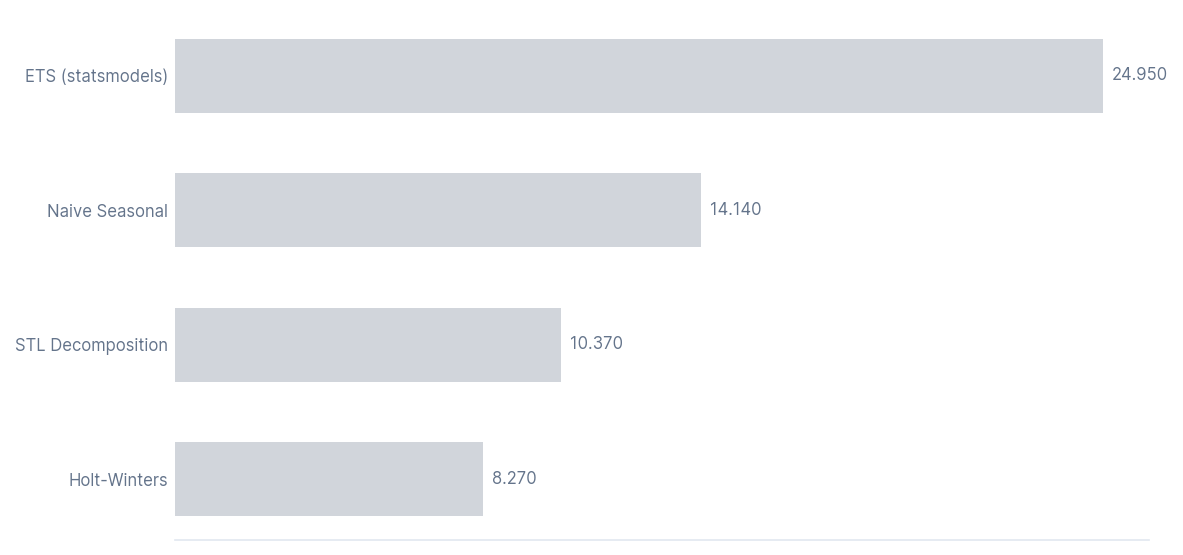 ETS (statsmodels) 24.950
Naive Seasonal 14.140
STL Decomposition 10.370
Holt-Winters 8.270